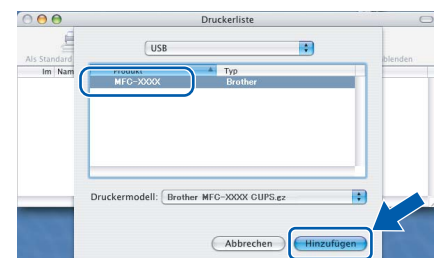 Druckerliste
Als Standard
USB
blenden
Im Nam
Produkt Typ
MFC-XXXX Brother
Druckermodell: Brother MFC-XXXX CUPS.gz
Abbrechen Hinzufügen